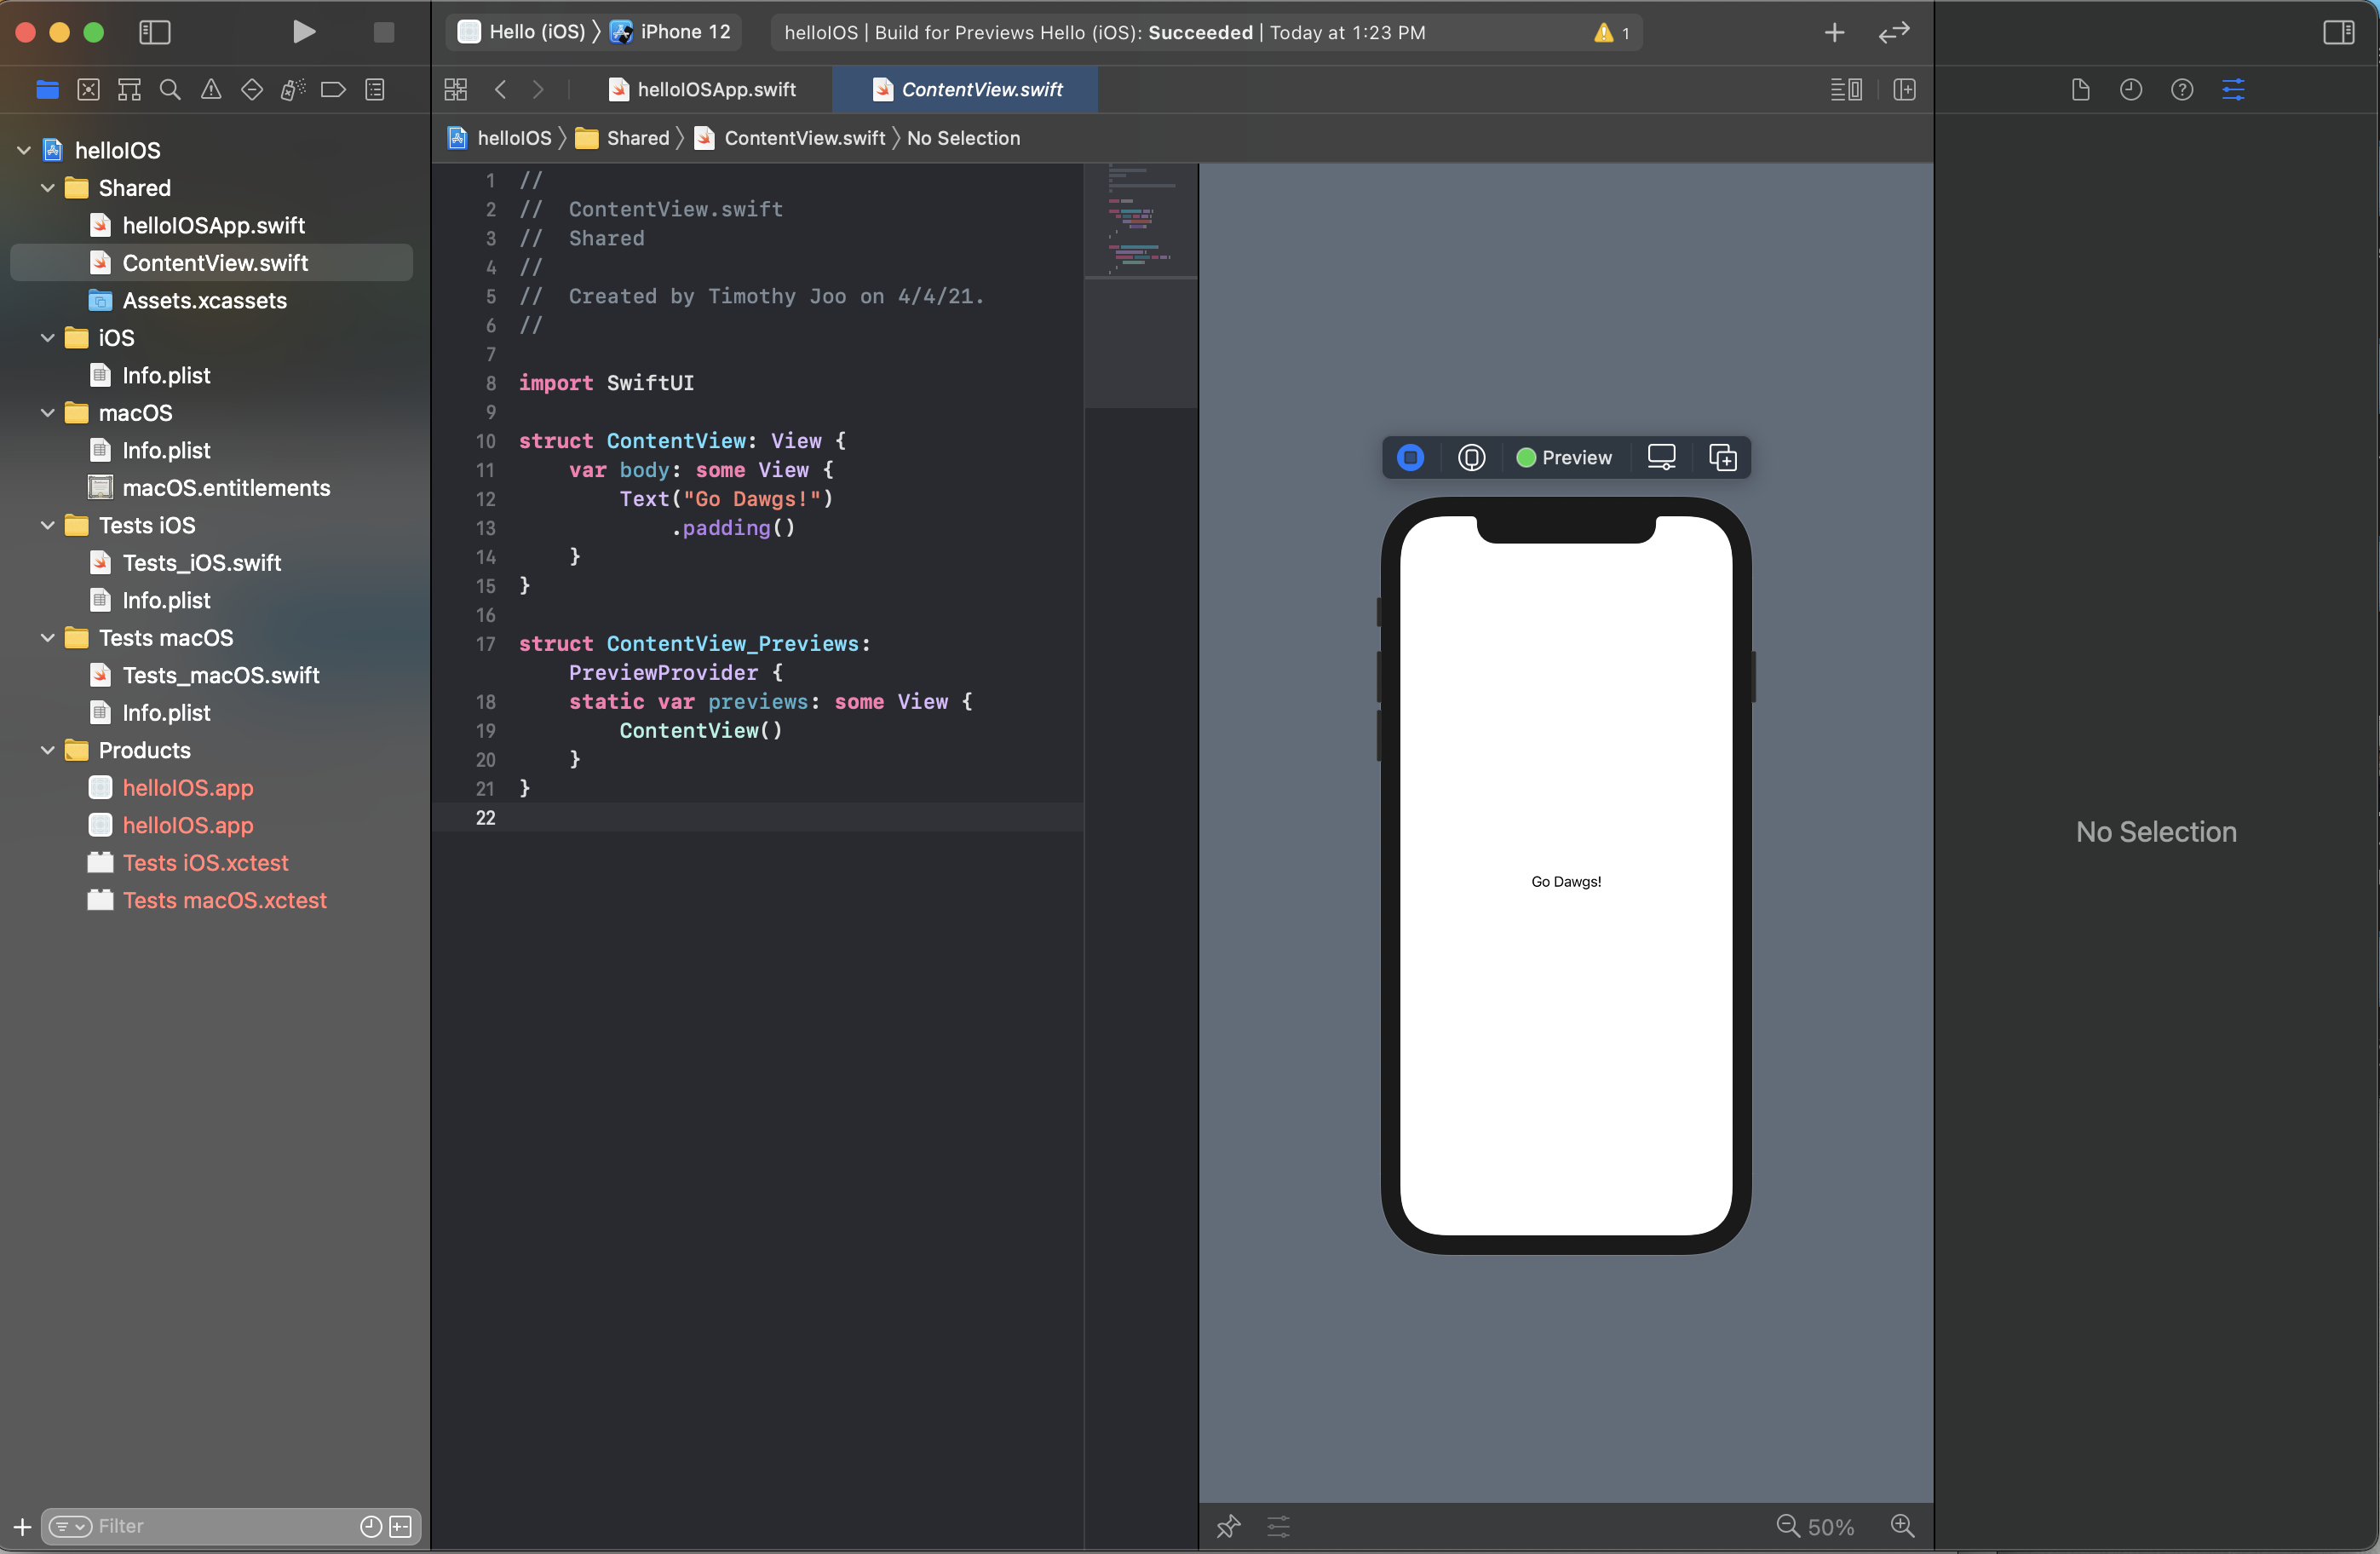 Hello (iOS) 〉 iPhone 12
helloIOS | Build for Previews Hello (iOS): Succeeded | Today at 1:23 PM
1
helloIOSApp.swift
ContentView.swift
helloIOS 〉 Shared 〉 ContentView.swift 〉 No Selection
helloIOS
Shared
helloIOSApp.swift
ContentView.swift
Assets.xcassets
iOS
Info.plist
macOS
Info.plist
macOS.entitlements
Tests iOS
Tests_iOS.swift
Info.plist
Tests macOS
Tests_macOS.swift
Info.plist
Products
helloIOS.app
helloIOS.app
Tests iOS.xctest
Tests macOS.xctest
Filter
1 //
2 //  ContentView.swift
3 //  Shared
4 //
5 //  Created by Timothy Joo on 4/4/21.
6 //
7
8 import SwiftUI
9
10 struct ContentView: View {
11     var body: some View {
12         Text("Go Dawgs!")
13             .padding()
14     }
15 }
16
17 struct ContentView_Previews:
PreviewProvider {
18     static var previews: some View {
19         ContentView()
20     }
21 }
22
Preview
Go Dawgs!
50%
No Selection